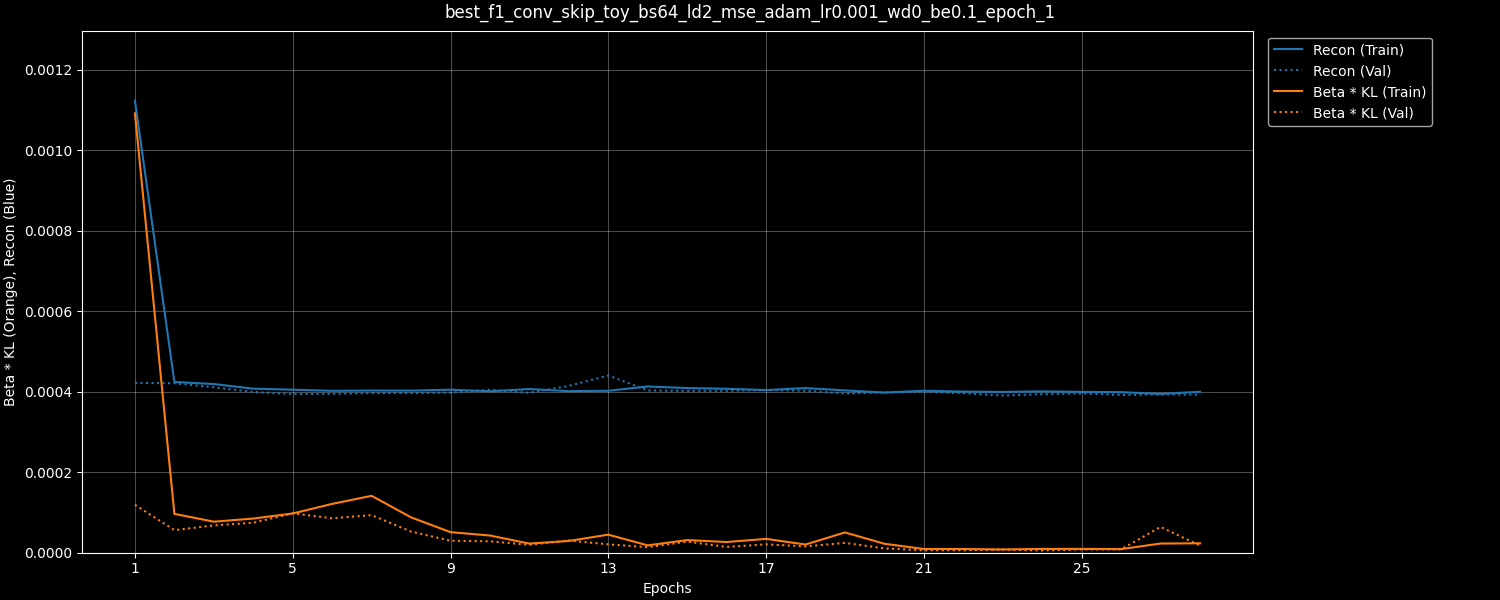 best_f1_conv_skip_toy_bs64_ld2_mse_adam_lr0.001_wd0_be0.1_epoch_1
Beta * KL (Orange), Recon (Blue)
0.0012
0.0010
0.0008
0.0006
0.0004
0.0002
0.0000
1 5 9 13 17 21 25
Epochs
Recon (Train)
Recon (Val)
Beta * KL (Train)
Beta * KL (Val)